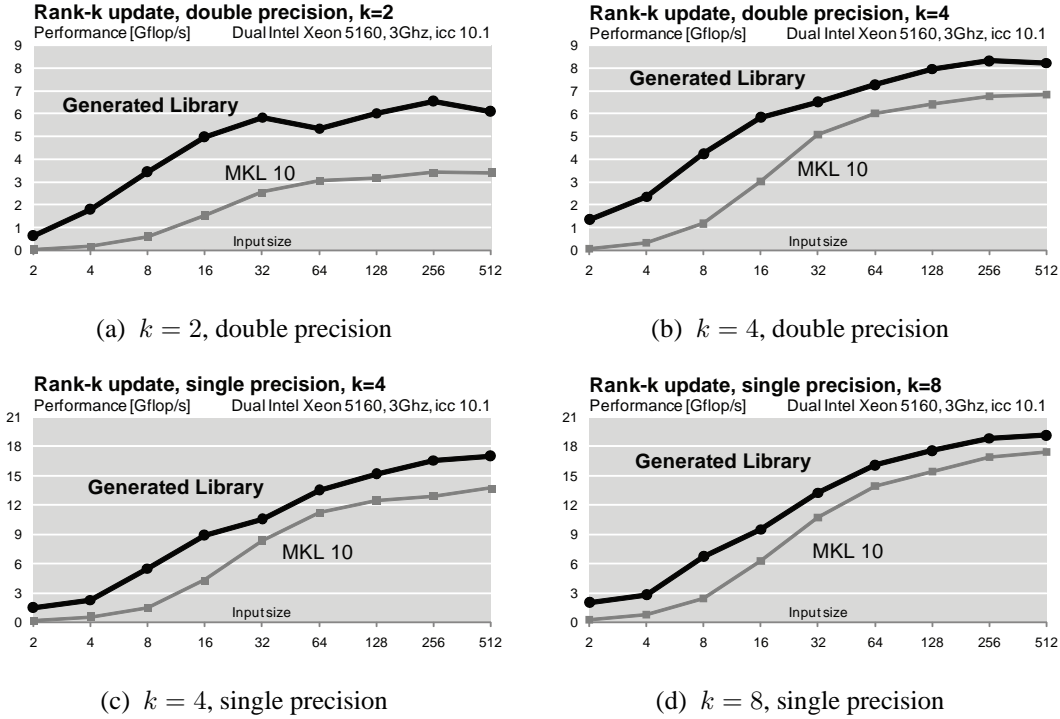 Rank-k update, double precision, k=2
Performance [Gflop/s] Dual Intel Xeon 5160, 3Ghz, icc 10.1
9
8
7
6
5
4
3
2
1
0
Generated Library
MKL 10
Input size
2 4 8 16 32 64 128 256 512
(a) k = 2, double precision
Rank-k update, double precision, k=4
Performance [Gflop/s] Dual Intel Xeon 5160, 3Ghz, icc 10.1
9
8
7
6
5
4
3
2
1
0
Generated Library
MKL 10
Input size
2 4 8 16 32 64 128 256 512
(b) k = 4, double precision
Rank-k update, single precision, k=4
Performance [Gflop/s] Dual Intel Xeon 5160, 3Ghz, icc 10.1
21
18
15
12
9
6
3
0
Generated Library
MKL 10
Input size
2 4 8 16 32 64 128 256 512
(c) k = 4, single precision
Rank-k update, single precision, k=8
Performance [Gflop/s] Dual Intel Xeon 5160, 3Ghz, icc 10.1
21
18
15
12
9
6
3
0
Generated Library
MKL 10
Input size
2 4 8 16 32 64 128 256 512
(d) k = 8, single precision